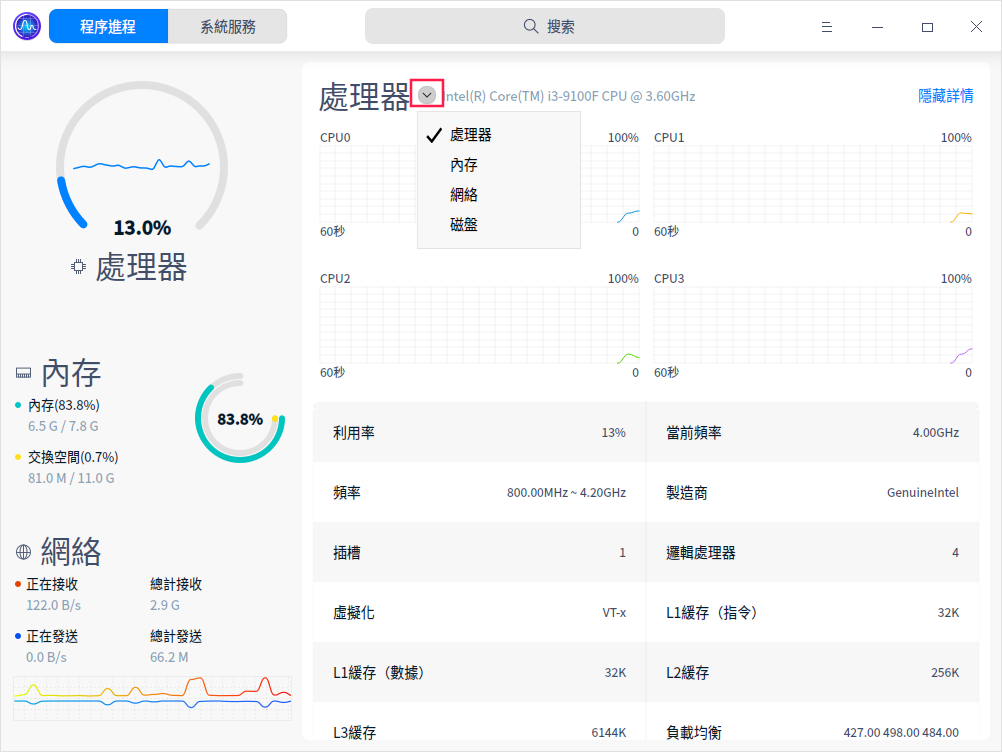 程序進程
系統服務
搜索
13.0%
處理器
內存
內存(83.8%)
6.5 G / 7.8 G
交換空間(0.7%)
81.0 M / 11.0 G
83.8%
網絡
正在接收
總計接收
122.0 B/s
2.9 G
正在發送
總計發送
0.0 B/s
66.2 M
處理器
Intel(R) Core(TM) i3-9100F CPU @ 3.60GHz
隱藏詳情
處理器
內存
網絡
磁盤
CPU0
100%
60秒
0
CPU1
100%
60秒
0
CPU2
100%
60秒
0
CPU3
100%
60秒
0
利用率
13%
當前頻率
4.00GHz
頻率
800.00MHz ~ 4.20GHz
製造商
GenuineIntel
插槽
1
邏輯處理器
4
虛擬化
VT-x
L1緩存（指令）
32K
L1緩存（數據）
32K
L2緩存
256K
L3緩存
6144K
負載均衡
427.00 498.00 484.00